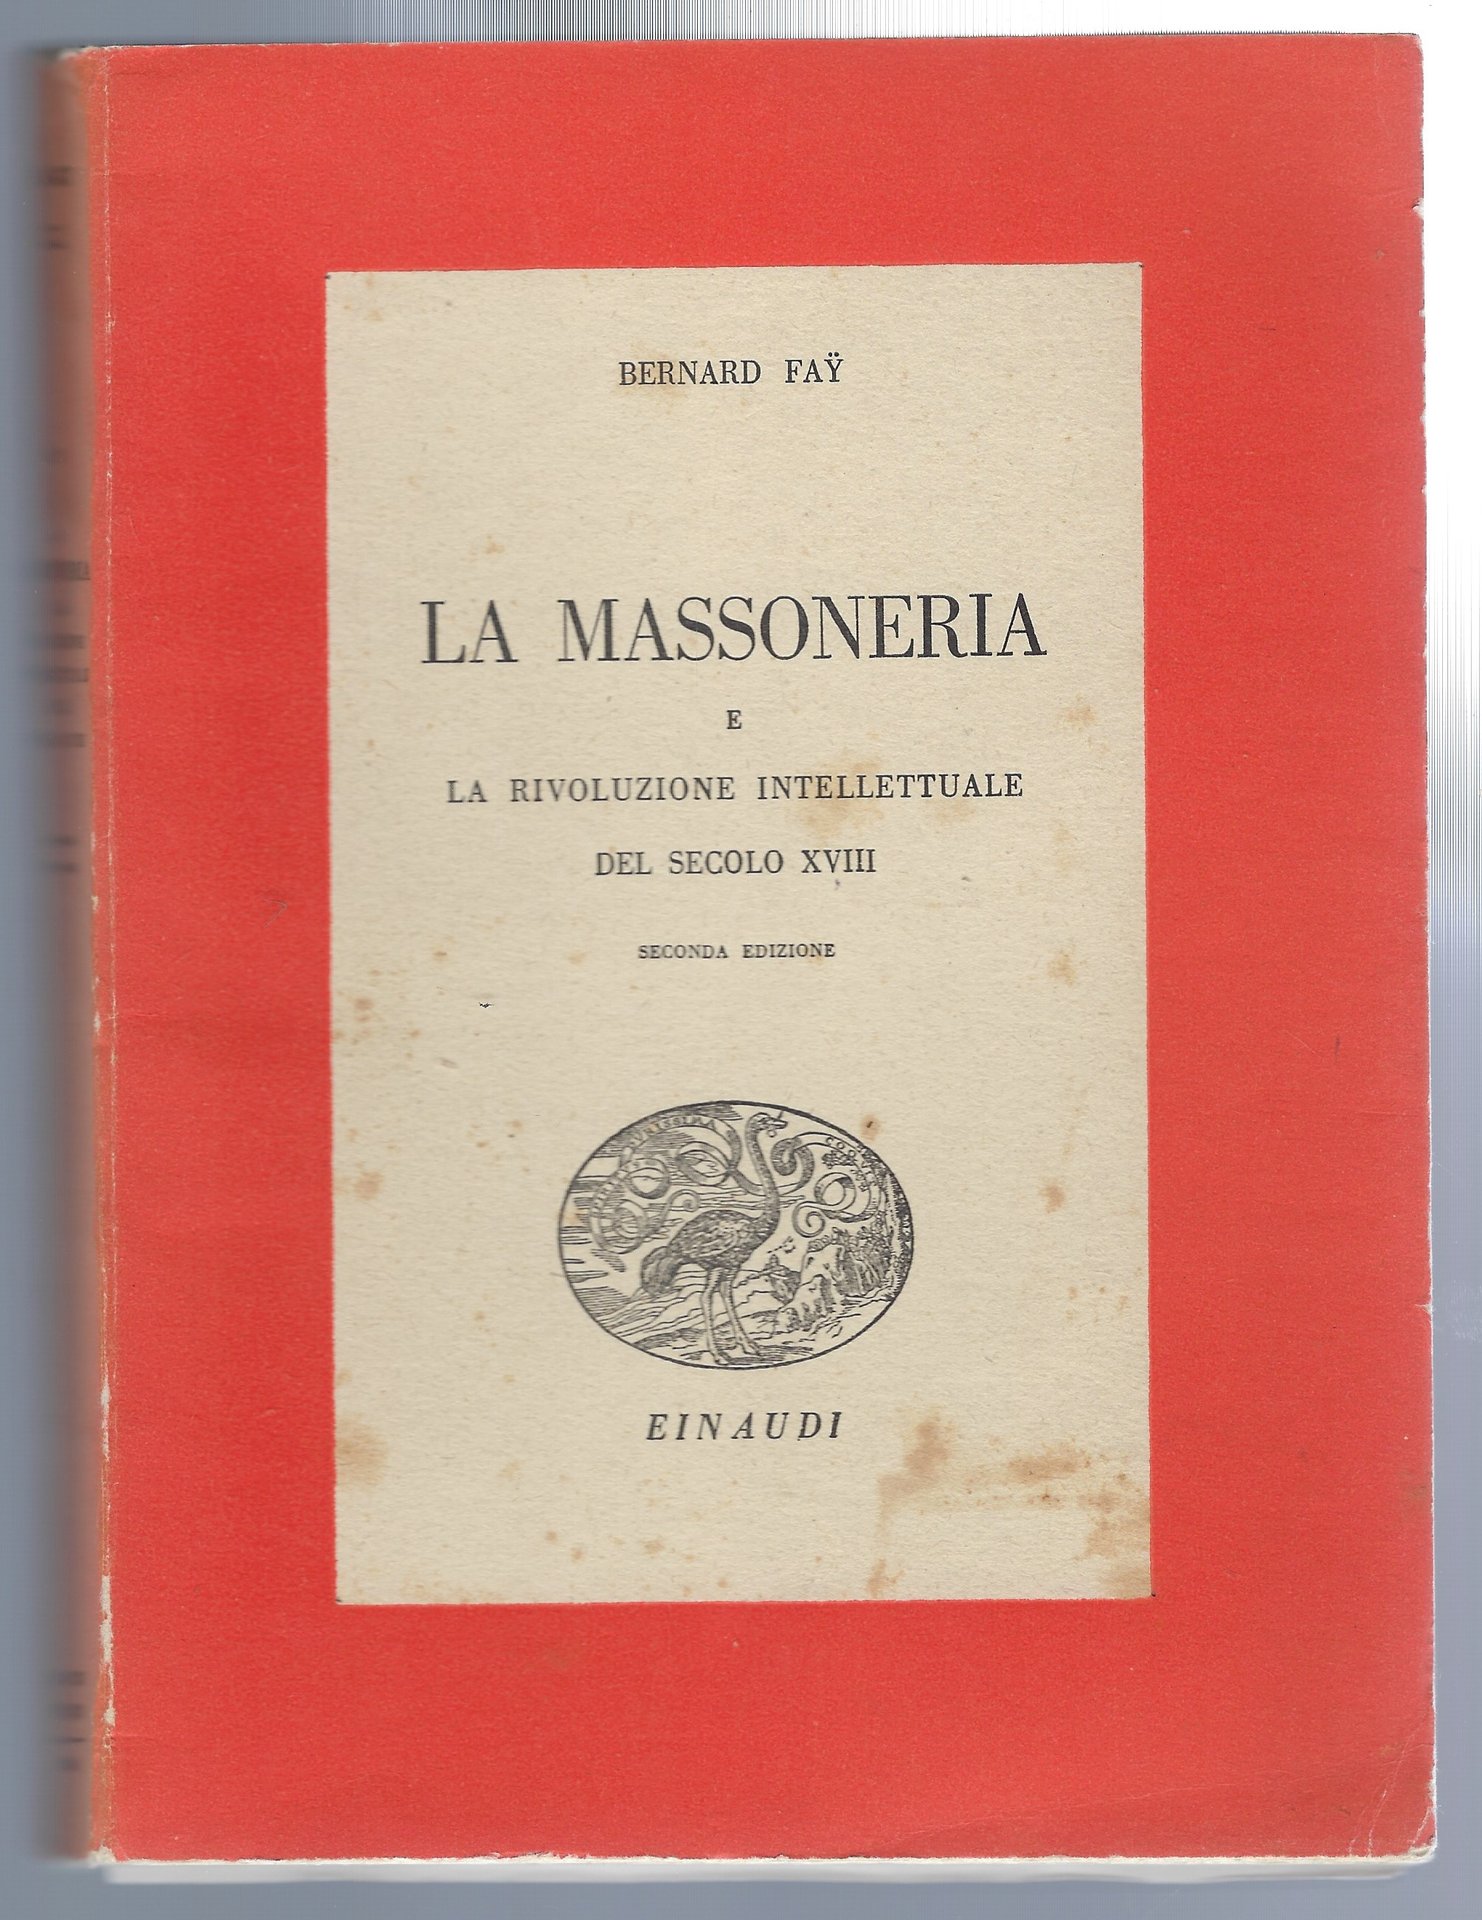 BERNARD FAŸ
LA MASSONERIA
E
LA RIVOLUZIONE INTELLETTUALE
DEL SECOLO XVIII
SECONDA EDIZIONE
EINAUDI